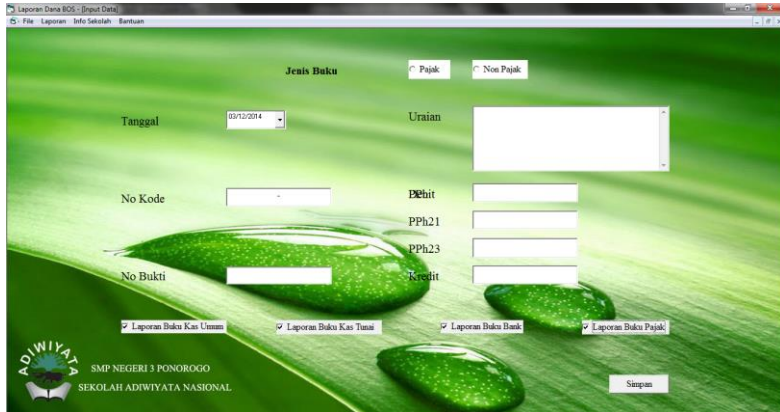 Laporan Dana BOS - [Input Data]
File Laporan Info Sekolah Bantuan
Jenis Buku Pajak Non Pajak
Tanggal 03/12/2014 Uraian
No Kode -
PPh21
PPh23
No Bukti Kredit
Laporan Buku Kas Umum Laporan Buku Kas Tunai Laporan Buku Bank Laporan Buku Pajak
ADIWIYATA
SMP NEGERI 3 PONOROGO
SEKOLAH ADIWIYATA NASIONAL
Simpan